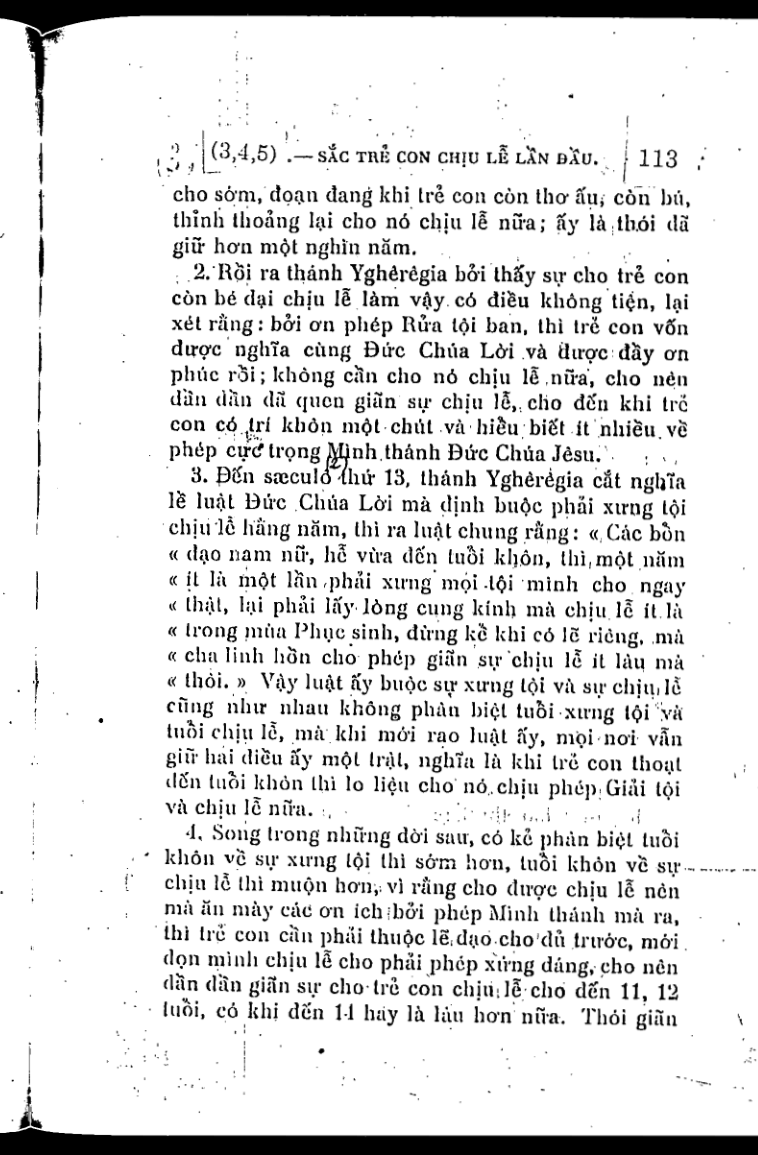 (3,4,5) .— SẮC TRẺ CON CHỊU LỄ LẦN ĐẦU. 113
cho sớm, đoạn đang khi trẻ con còn thơ ấu, còn bú,
thỉnh thoảng lại cho nó chịu lễ nữa; ấy là thói đã
giữ hơn một nghìn năm.
2. Rồi ra thánh Yghêrêgia bởi thấy sự cho trẻ con
còn bé dại chịu lễ làm vậy có điều không tiện, lại
xét rằng: bởi ơn phép Rửa tội ban, thì trẻ con vốn
được nghĩa cùng Đức Chúa Lời và được đầy ơn
phúc rồi; không cần cho nó chịu lễ nữa, cho nên
dần dần đã quen giãn sự chịu lễ, cho đến khi trẻ
con có trí khôn một chút và hiểu biết ít nhiều về
phép cực trọng Mình thánh Đức Chúa Jêsu.
(2)
3. Đến sæculô thứ 13, thánh Yghêrêgia cắt nghĩa
lề luật Đức Chúa Lời mà định buộc phải xưng tội
chịu lễ hằng năm, thì ra luật chung rằng: « Các bổn
« đạo nam nữ, hễ vừa đến tuổi khôn, thì một năm
« ít là một lần phải xưng mọi tội mình cho ngay
« thật, lại phải lấy lòng cung kính mà chịu lễ ít là
« trong mùa Phục sinh, đừng kể khi có lẽ riêng, mà
« cha linh hồn cho phép giãn sự chịu lễ ít lâu mà
« thôi. » Vậy luật ấy buộc sự xưng tội và sự chịu lễ
cũng như nhau không phân biệt tuổi xưng tội và
tuổi chịu lễ, mà khi mới rao luật ấy, mọi nơi vẫn
giữ hai điều ấy một trật, nghĩa là khi trẻ con thoạt
đến tuổi khôn thì lo liệu cho nó chịu phép Giải tội
và chịu lễ nữa.
4. Song trong những đời sau, có kẻ phân biệt tuổi
khôn về sự xưng tội thì sớm hơn, tuổi khôn về sự
chịu lễ thì muộn hơn, vì rằng cho được chịu lễ nên
mà ăn mày các ơn ích bởi phép Mình thánh mà ra,
thì trẻ con cần phải thuộc lẽ đạo cho đủ trước, mới
dọn mình chịu lễ cho phải phép xứng đáng, cho nên
dần dần giãn sự cho trẻ con chịu lễ cho đến 11, 12
tuổi, có khi đến 14 hay là lâu hơn nữa. Thói giãn